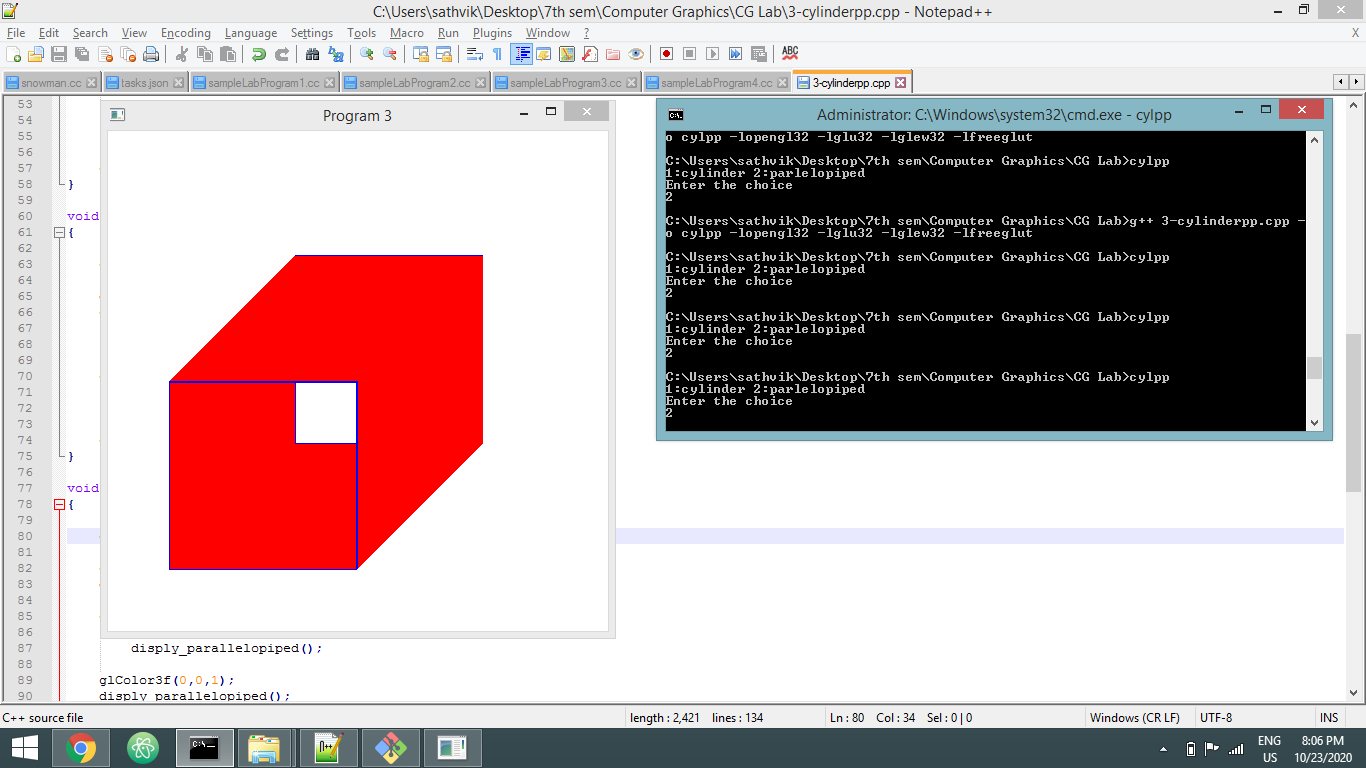 C:\Users\sathvik\Desktop\7th sem\Computer Graphics\CG Lab\3-cylinderpp.cpp - Notepad++
File Edit Search View Encoding Language Settings Tools Macro Run Plugins Window ? X
snowman.cc tasks.json sampleLabProgram1.cc sampleLabProgram2.cc sampleLabProgram3.cc sampleLabProgram4.cc 3-cylinderpp.cpp
53
54
55
56
57
58 }
59
60 void
61 {
62
63
64
65
66
67
68
69
70
71
72
73
74
75 }
76
77 void
78 {
79
80
81
82
83
84
85
86
87 disply_parallelopiped();
88
89 glColor3f(0,0,1);
90 disply_parallelopiped();
Program 3
Administrator: C:\Windows\system32\cmd.exe - cylpp
o cylpp -lopengl32 -lglu32 -lglew32 -lfreeglut
C:\Users\sathvik\Desktop\7th sem\Computer Graphics\CG Lab>cylpp
1:cylinder 2:parlelopiped
Enter the choice
2
C:\Users\sathvik\Desktop\7th sem\Computer Graphics\CG Lab>g++ 3-cylinderpp.cpp -
o cylpp -lopengl32 -lglu32 -lglew32 -lfreeglut
C:\Users\sathvik\Desktop\7th sem\Computer Graphics\CG Lab>cylpp
1:cylinder 2:parlelopiped
Enter the choice
2
C:\Users\sathvik\Desktop\7th sem\Computer Graphics\CG Lab>cylpp
1:cylinder 2:parlelopiped
Enter the choice
2
C:\Users\sathvik\Desktop\7th sem\Computer Graphics\CG Lab>cylpp
1:cylinder 2:parlelopiped
Enter the choice
2
C++ source file length : 2,421 lines : 134 Ln : 80 Col : 34 Sel : 0 | 0 Windows (CR LF) UTF-8 INS
ENG 8:06 PM
US 10/23/2020